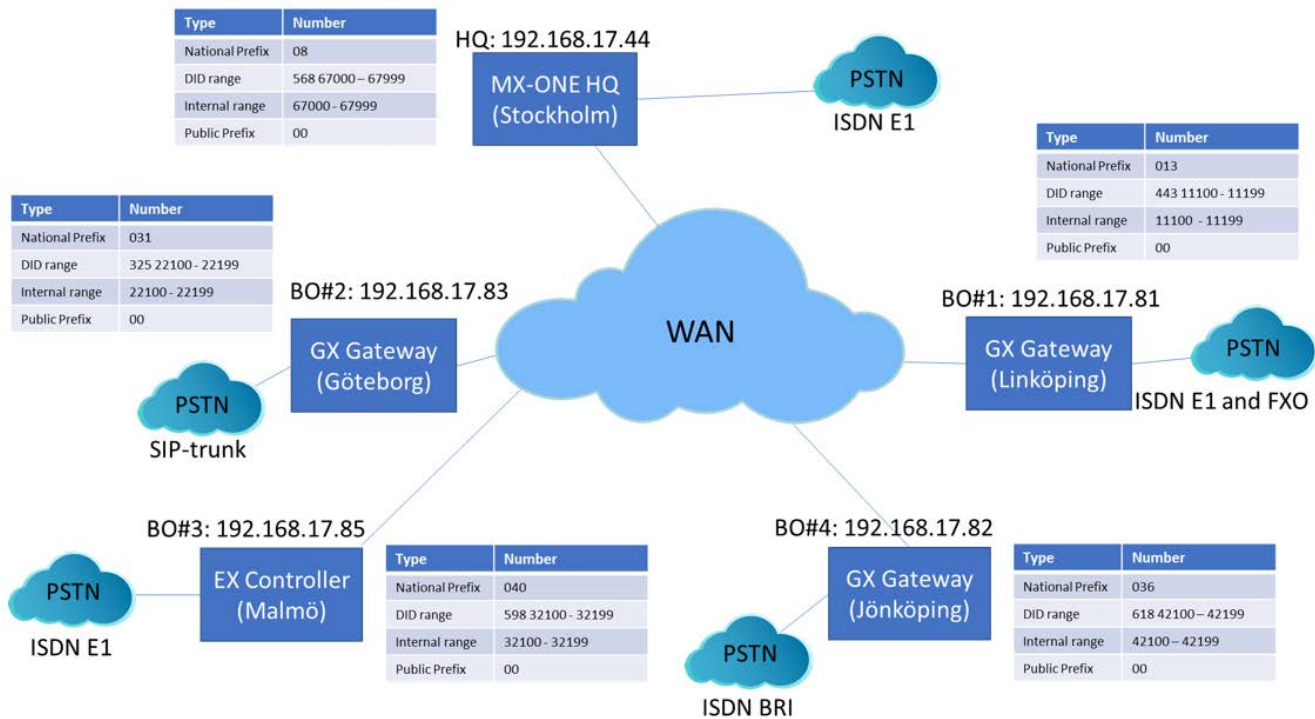 Type Number
National Prefix 08
DID range 568 67000 – 67999
Internal range 67000 - 67999
Public Prefix 00
HQ: 192.168.17.44
MX-ONE HQ
(Stockholm)
PSTN
ISDN E1
Type Number
National Prefix 013
DID range 443 11100 - 11199
Internal range 11100 - 11199
Public Prefix 00
Type Number
National Prefix 031
DID range 325 22100 - 22199
Internal range 22100 - 22199
Public Prefix 00
BO#2: 192.168.17.83
GX Gateway
(Göteborg)
PSTN
SIP-trunk
WAN
BO#1: 192.168.17.81
GX Gateway
(Linköping)
PSTN
ISDN E1 and FXO
BO#3: 192.168.17.85
EX Controller
(Malmö)
PSTN
ISDN E1
Type Number
National Prefix 040
DID range 598 32100 - 32199
Internal range 32100 - 32199
Public Prefix 00
BO#4: 192.168.17.82
GX Gateway
(Jönköping)
PSTN
ISDN BRI
Type Number
National Prefix 036
DID range 618 42100 – 42199
Internal range 42100 – 42199
Public Prefix 00